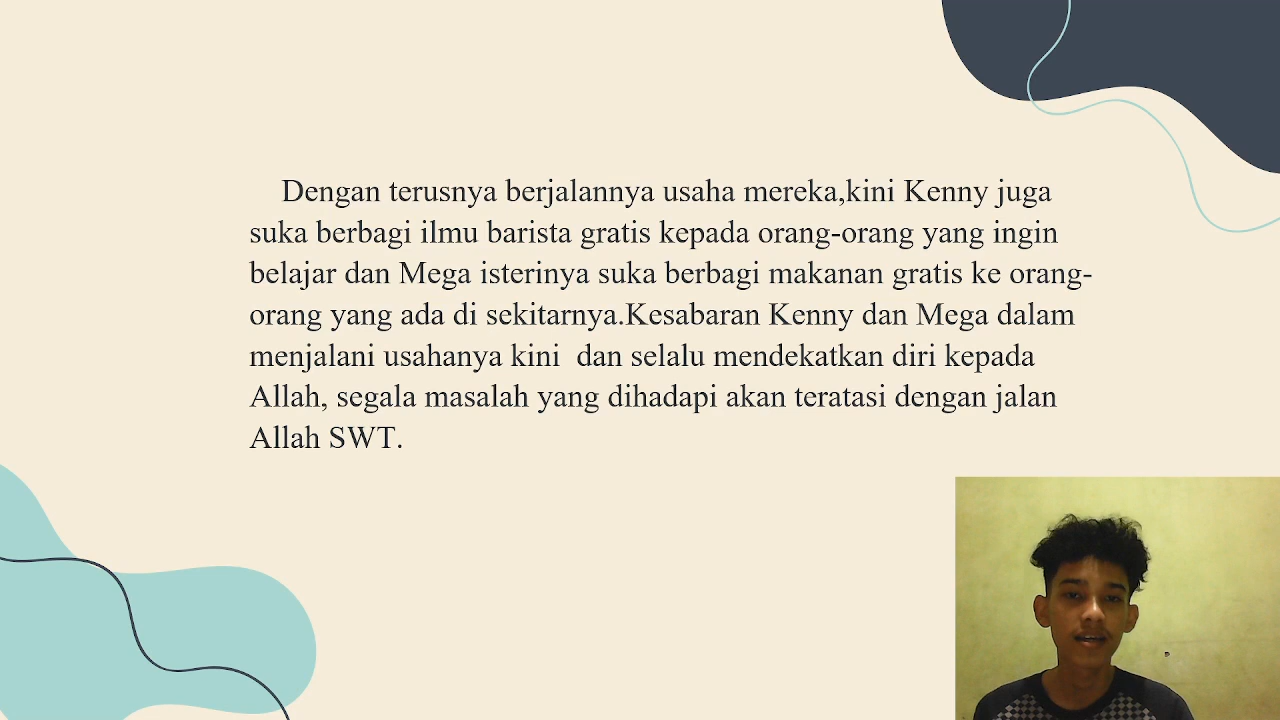 Dengan terusnya berjalannya usaha mereka,kini Kenny juga
suka berbagi ilmu barista gratis kepada orang-orang yang ingin
belajar dan Mega isterinya suka berbagi makanan gratis ke orang-
orang yang ada di sekitarnya.Kesabaran Kenny dan Mega dalam
menjalani usahanya kini  dan selalu mendekatkan diri kepada
Allah, segala masalah yang dihadapi akan teratasi dengan jalan
Allah SWT.